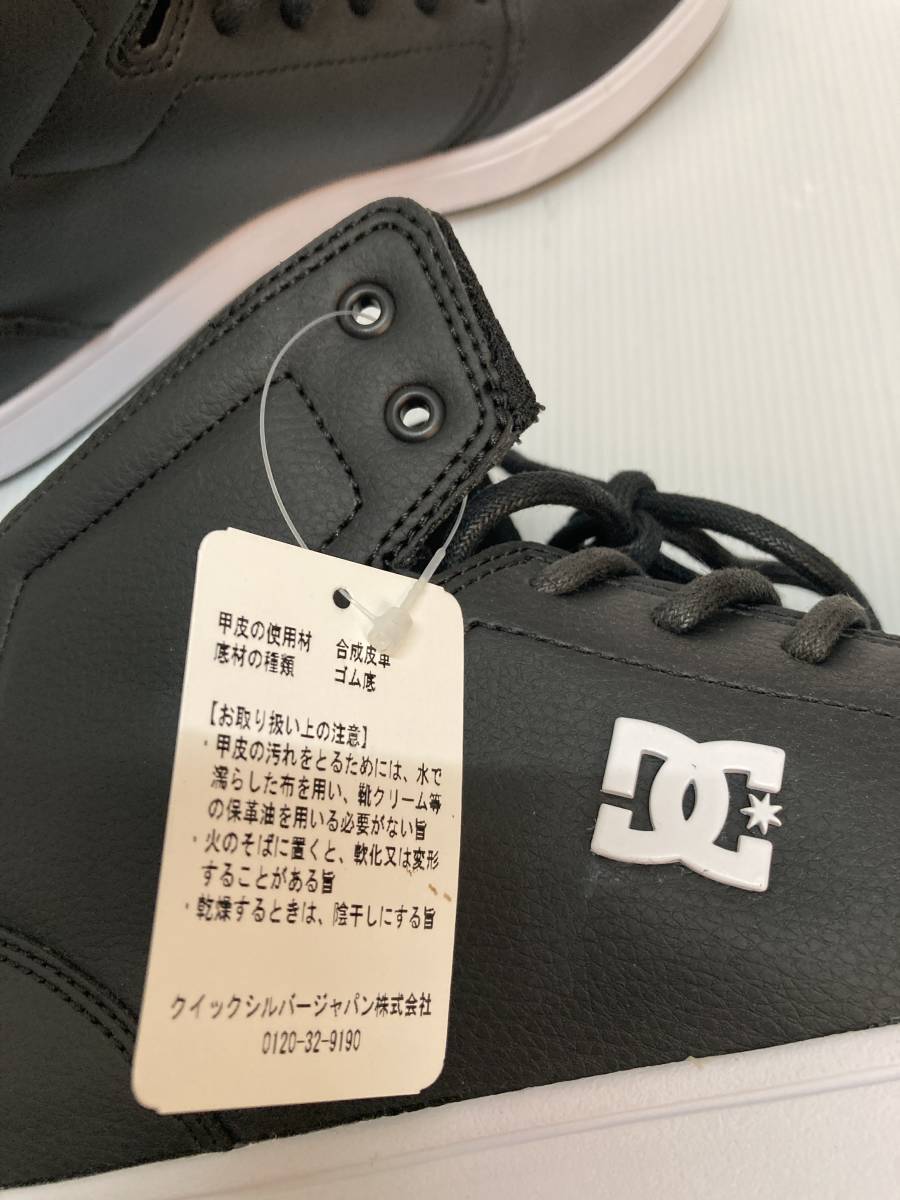 甲皮の使用材 合成皮革
底材の種類 ゴム底
【お取り扱い上の注意】
・甲皮の汚れをとるためには、水で
濡らした布を用い、靴クリーム等
の保革油を用いる必要がない旨
・火のそばに置くと、軟化又は変形
することがある旨
・乾燥するときは、陰干しにする旨
クイックシルバージャパン株式会社
0120-32-9190
DC